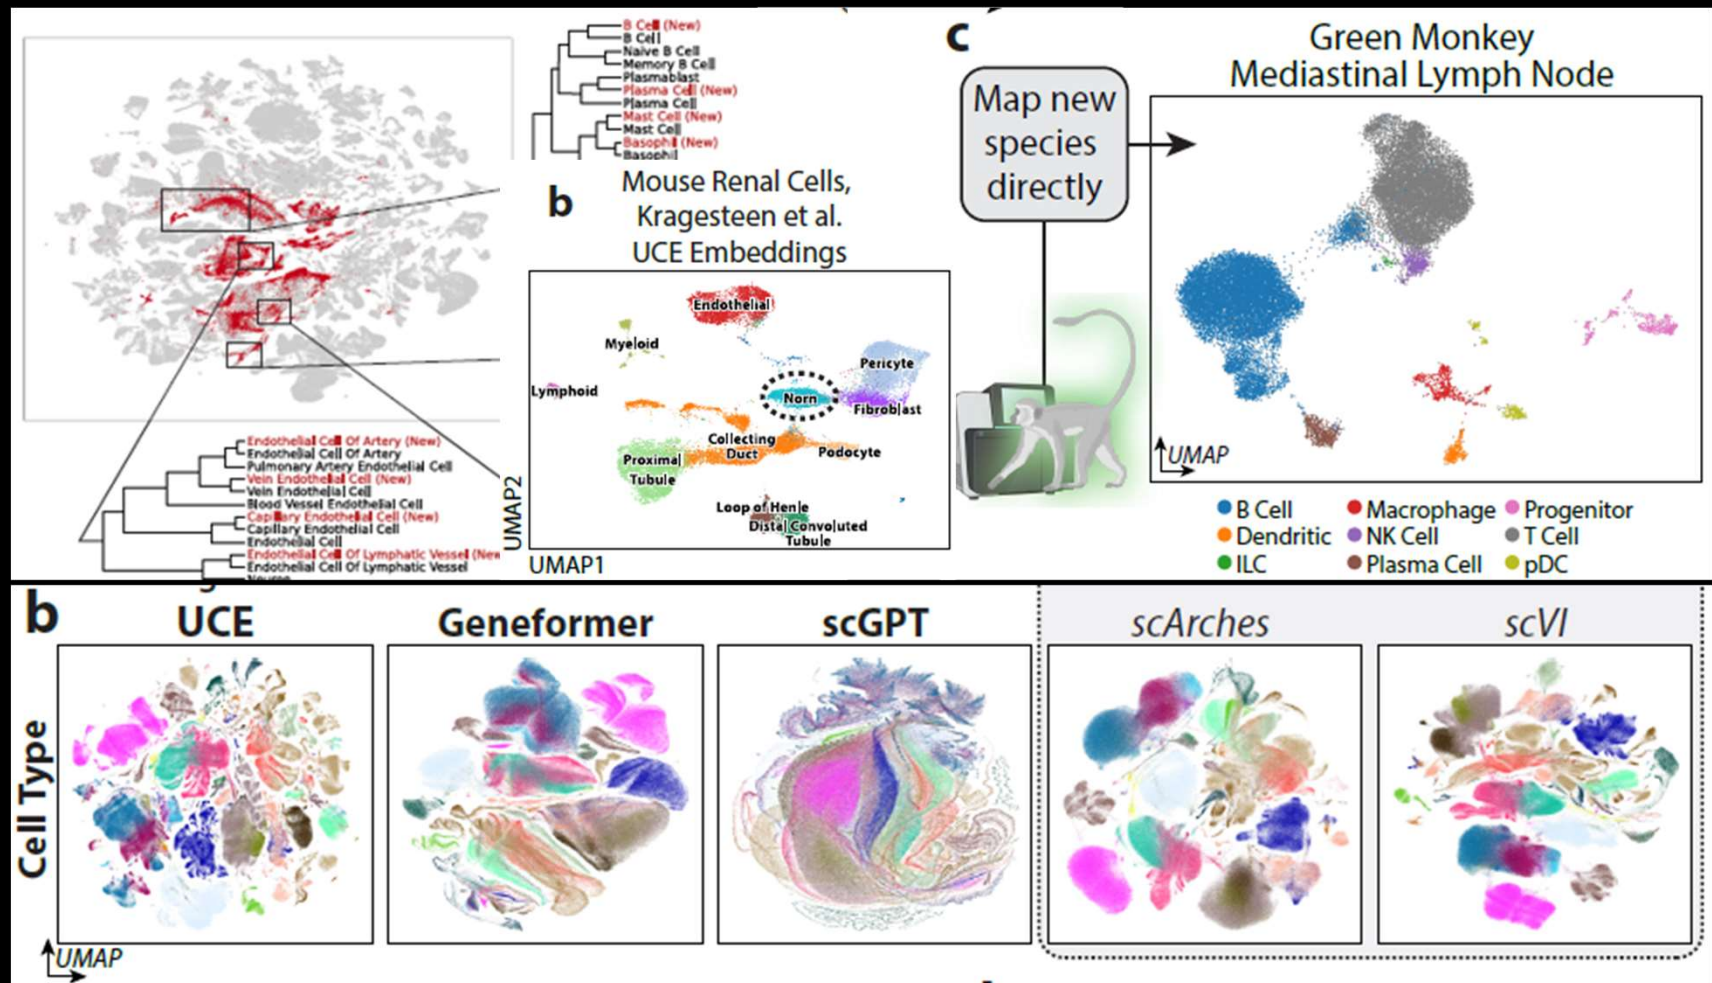 B Cell (New)
B Cell
Naive B Cell
Memory B Cell
Plasmablast
Plasma Cell (New)
Plasma Cell
Mast Cell (New)
Mast Cell
Basophil (New)
Basophil
Endothelial Cell Of Artery (New)
Endothelial Cell Of Artery
Pulmonary Artery Endothelial Cell
Vein Endothelial Cell (New)
Vein Endothelial Cell
Blood Vessel Endothelial Cell
Capillary Endothelial Cell (New)
Capillary Endothelial Cell
Endothelial Cell
Endothelial Cell Of Lymphatic Vessel (New
Endothelial Cell Of Lymphatic Vessel
b
Mouse Renal Cells,
Kragesteen et al.
UCE Embeddings
Endothelial
Myeloid
Pericyte
Lymphoid
Norn
Fibroblast
Collecting
Duct
Podocyte
Proximal
Tubule
Loop of Henle
Distal Convoluted
Tubule
UMAP2
UMAP1
c
Map new
species
directly
Green Monkey
Mediastinal Lymph Node
UMAP
B Cell
Macrophage
Progenitor
Dendritic
NK Cell
T Cell
ILC
Plasma Cell
pDC
b
UCE
Geneformer
scGPT
scArches
scVI
Cell Type
UMAP